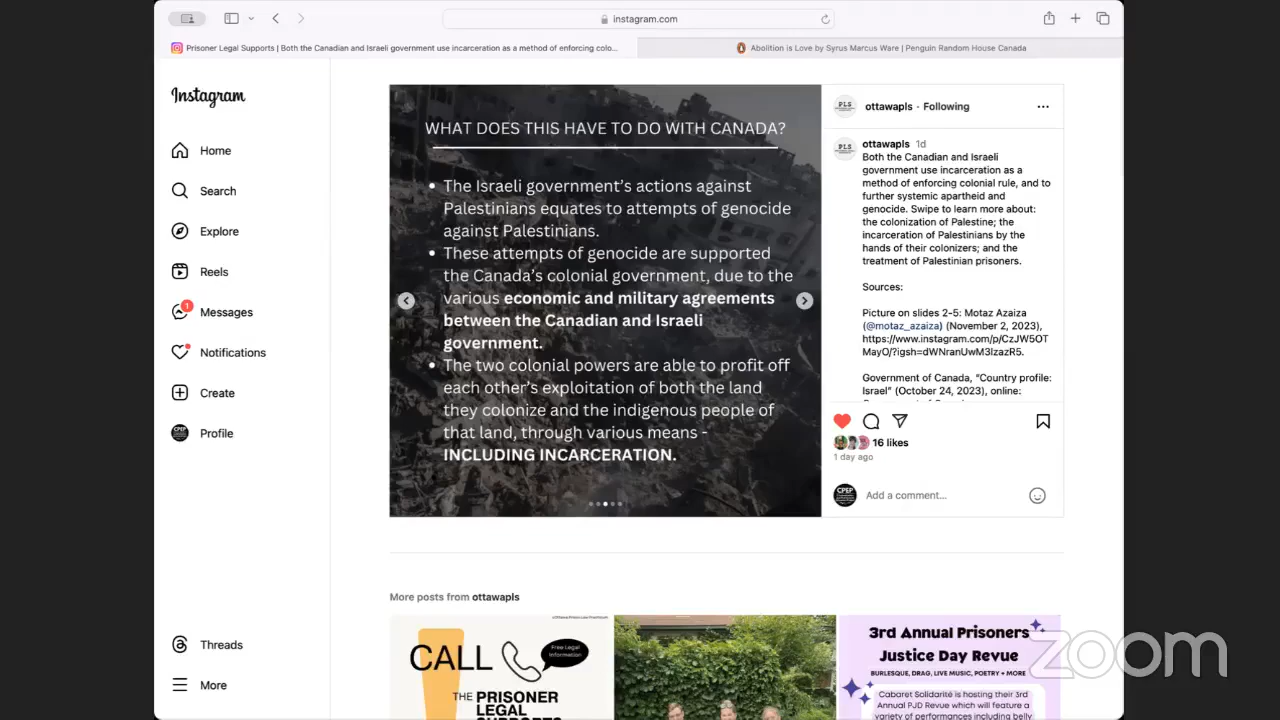 instagram.com
Prisoner Legal Supports | Both the Canadian and Israeli government use incarceration as a method of enforcing colo...
Abolition is Love by Syrus Marcus Ware | Penguin Random House Canada
Instagram
Home
Search
Explore
Reels
1
Messages
Notifications
Create
Profile
Threads
More
WHAT DOES THIS HAVE TO DO WITH CANADA?
• The Israeli government's actions against
Palestinians equates to attempts of genocide
against Palestinians.
• These attempts of genocide are supported
the Canada's colonial government, due to the
various economic and military agreements
between the Canadian and Israeli
government.
• The two colonial powers are able to profit off
each other's exploitation of both the land
they colonize and the indigenous people of
that land, through various means -
INCLUDING INCARCERATION.
PLS
ottawapls · Following
PLS
ottawapls 1d
Both the Canadian and Israeli
government use incarceration as a
method of enforcing colonial rule, and to
further systemic apartheid and
genocide. Swipe to learn more about:
the colonization of Palestine; the
incarceration of Palestinians by the
hands of their colonizers; and the
treatment of Palestinian prisoners.
Sources:
Picture on slides 2-5: Motaz Azaiza
(@motaz_azaiza) (November 2, 2023),
https://www.instagram.com/p/CzJW5OT
MayO/?igsh=dWNranUwM3IzazR5.
Government of Canada, "Country profile:
Israel" (October 24, 2023), online:
16 likes
1 day ago
CPEP
Add a comment...
More posts from ottawapls
CALL
Free Legal
Information
THE PRISONER
LEGAL
SUPPORTS
3rd Annual Prisoners
Justice Day Revue
BURLESQUE, DRAG, LIVE MUSIC, POETRY + MORE
Cabaret Solidarité is hosting their 3rd
Annual PJD Revue which will feature a
variety of performances including belly
zoom